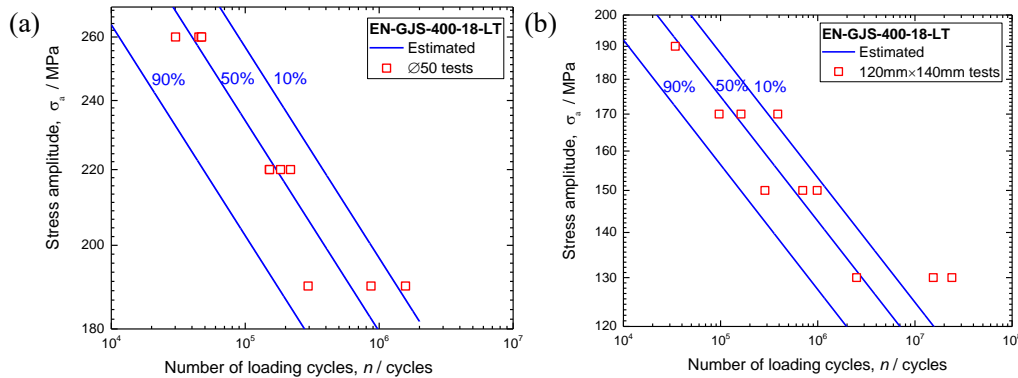 (a)
EN-GJS-400-18-LT
Estimated
∅50 tests
90%
50%
10%
260
240
220
200
180
Stress amplitude, σₐ / MPa
10⁴ 10⁵ 10⁶ 10⁷
Number of loading cycles, n / cycles
(b)
EN-GJS-400-18-LT
Estimated
120mm×140mm tests
90%
50%
10%
200
190
170
150
140
130
120
Stress amplitude, σₐ / MPa
10⁴ 10⁵ 10⁶ 10⁷ 10⁸
Number of loading cycles, n / cycles